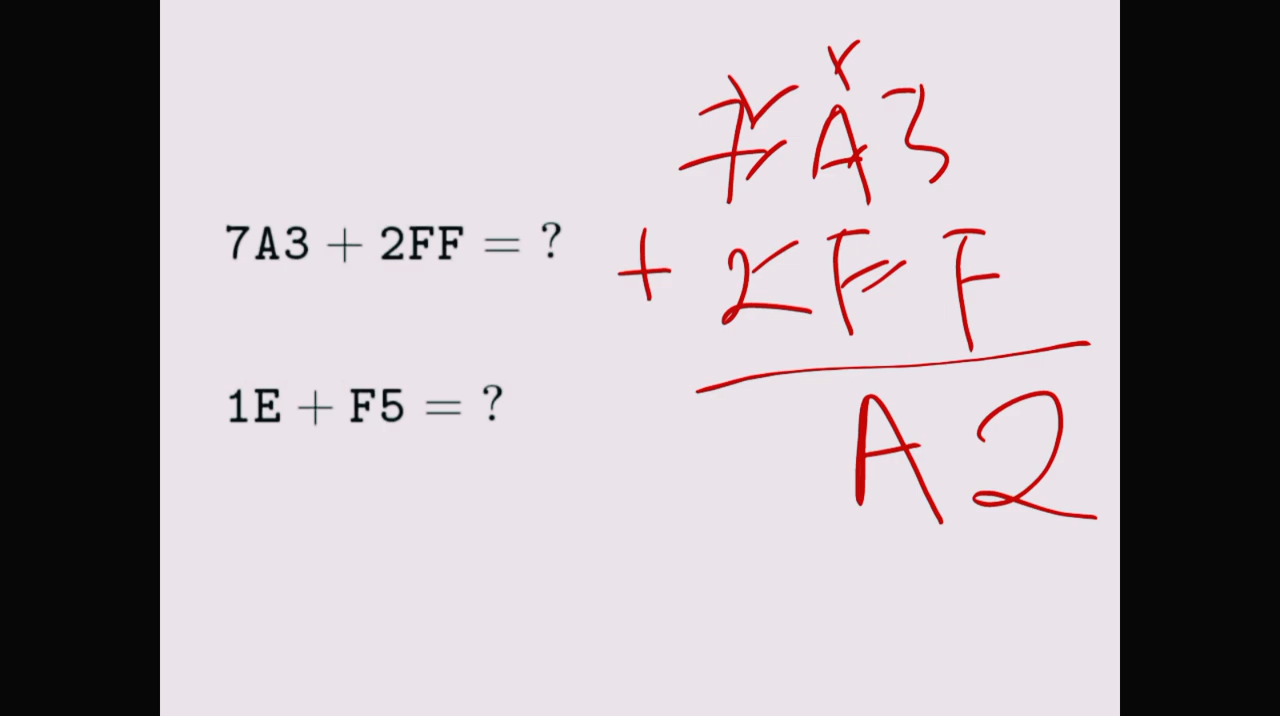 7A3 + 2FF = ?
1E + F5 = ?
7A3
+ 2FF
A2